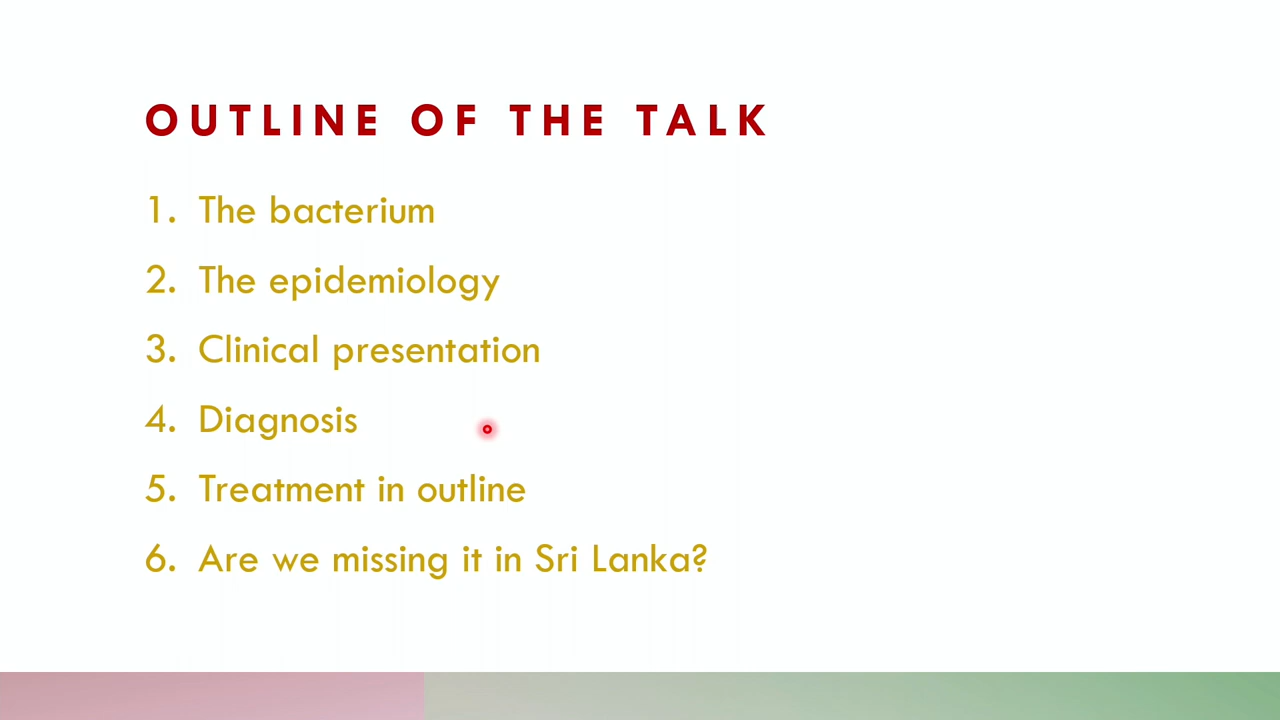 OUTLINE OF THE TALK
1. The bacterium
2. The epidemiology
3. Clinical presentation
4. Diagnosis
5. Treatment in outline
6. Are we missing it in Sri Lanka?